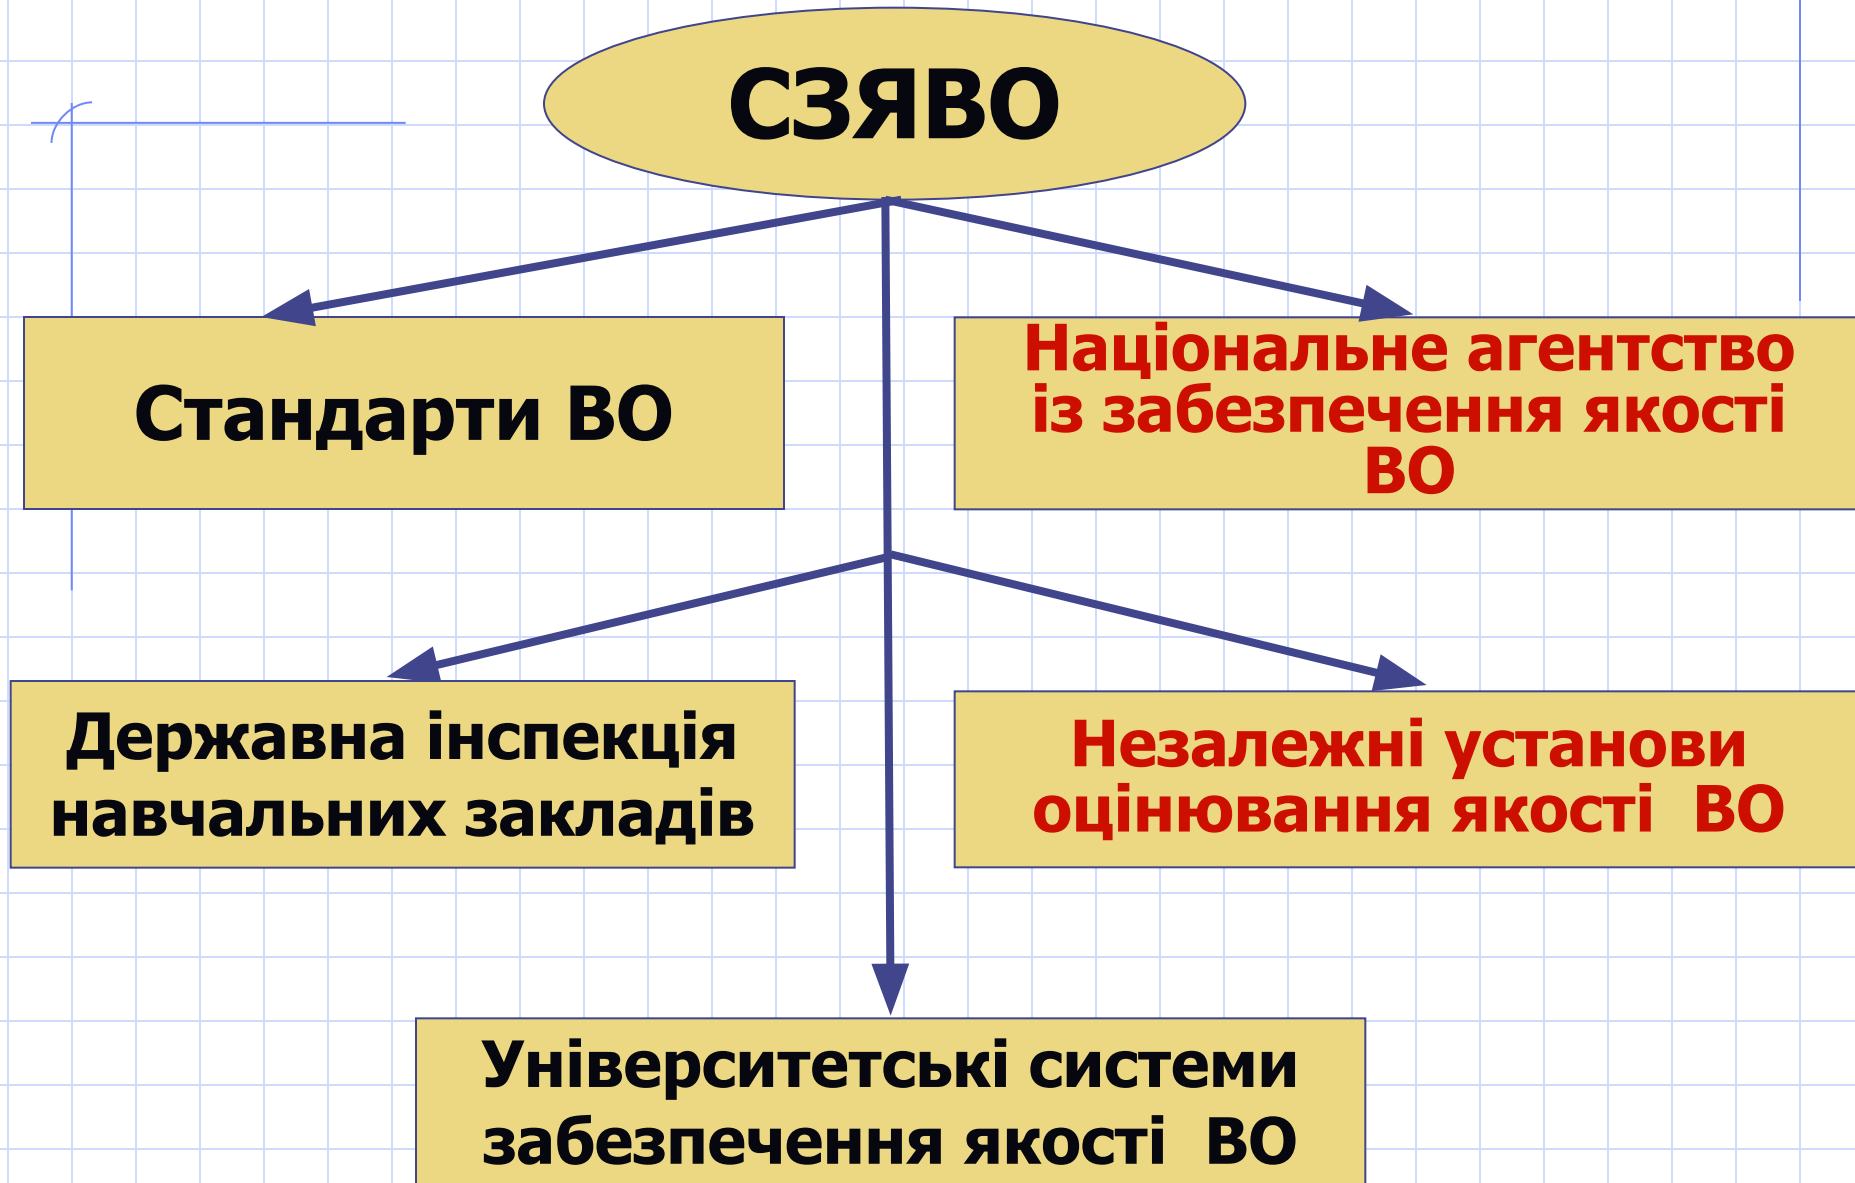 СЗЯВО
Стандарти ВО
Національне агентство
із забезпечення якості
ВО
Державна інспекція
навчальних закладів
Незалежні установи
оцінювання якості ВО
Університетські системи
забезпечення якості ВО